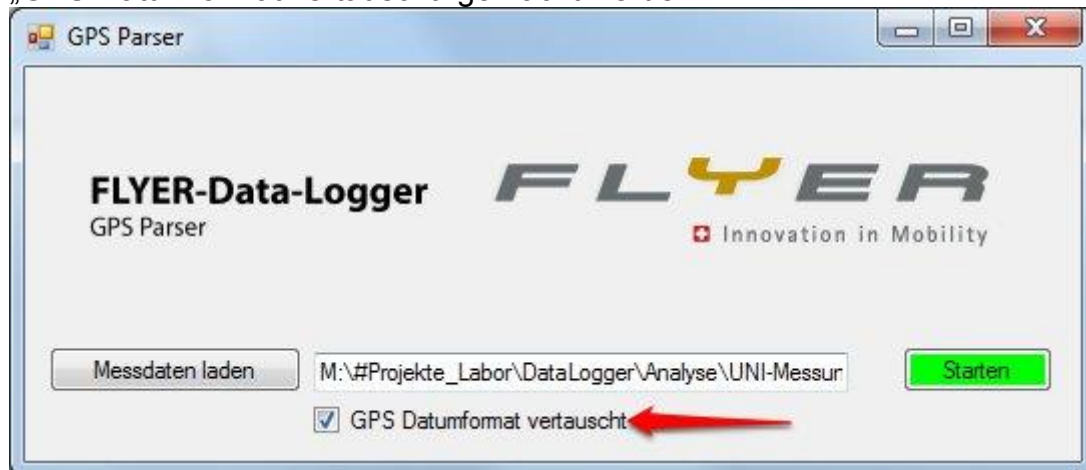 GPS Parser
FLYER-Data-Logger
GPS Parser
FLYER
Innovation in Mobility
Messdaten laden
M:\#Projekte_Labor\DataLogger\Analyse\UNI-Messur
Starten
GPS Datumformat vertauscht